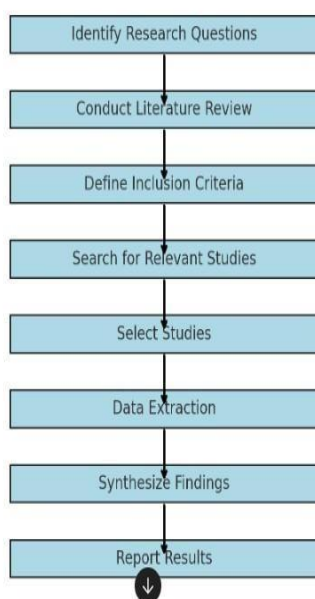 Identify Research Questions
Conduct Literature Review
Define Inclusion Criteria
Search for Relevant Studies
Select Studies
Data Extraction
Synthesize Findings
Report Results